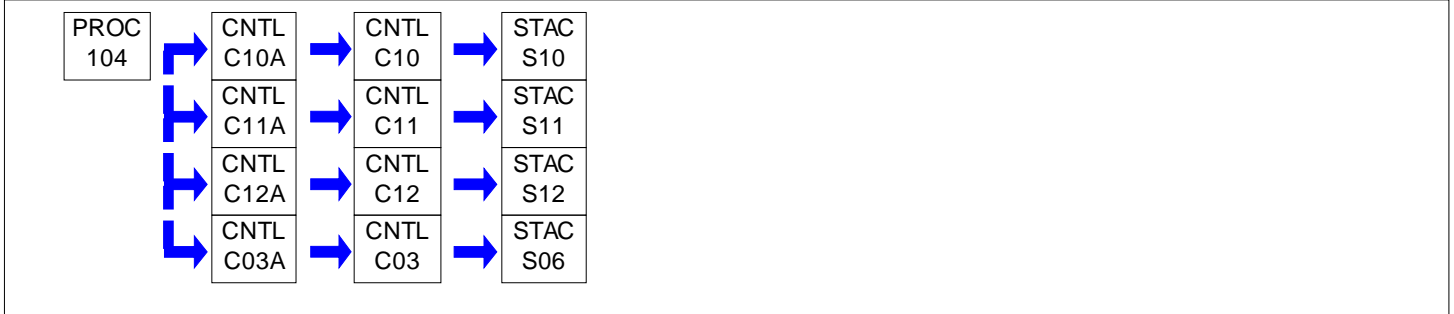 PROC
104
CNTL
C10A
CNTL
C10
STAC
S10
CNTL
C11A
CNTL
C11
STAC
S11
CNTL
C12A
CNTL
C12
STAC
S12
CNTL
C03A
CNTL
C03
STAC
S06